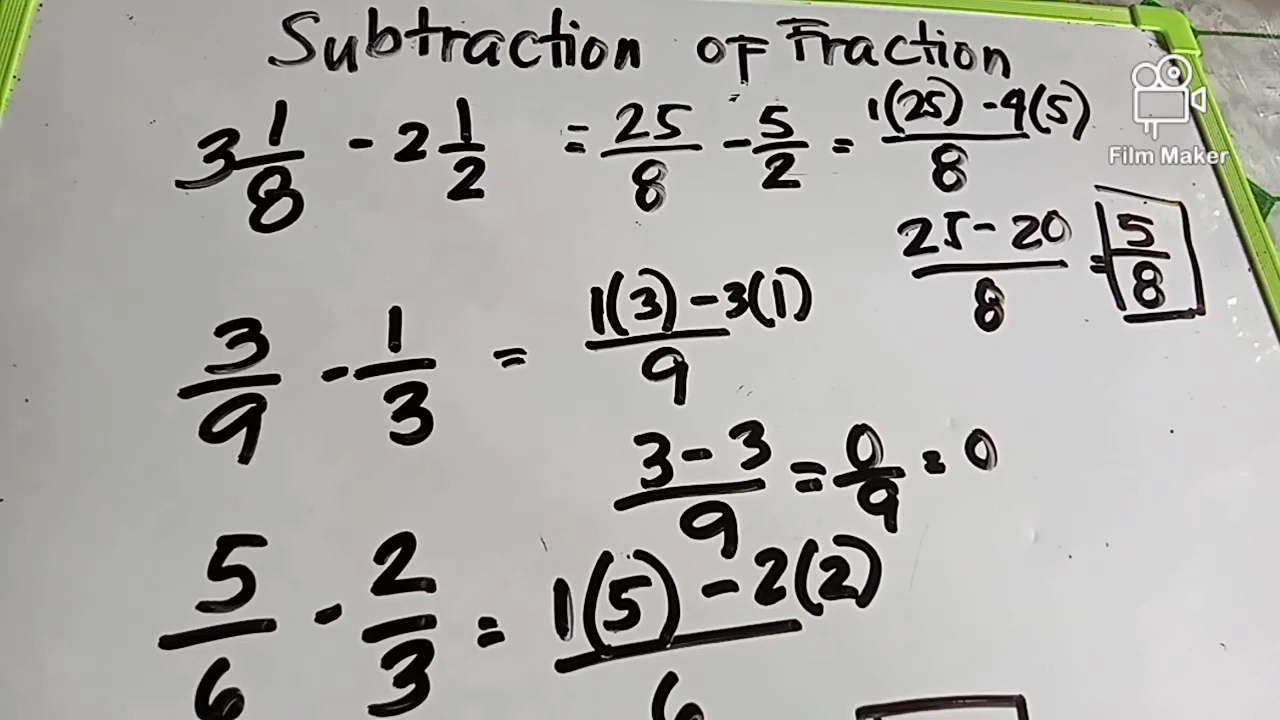 Subtraction of Fraction
3 1/8 - 2 1/2 = 25/8 - 5/2 = 1(25) - 4(5)/8
25 - 20/8 = 5/8
3/9 - 1/3 = 1(3) - 3(1)/9
3 - 3/9 = 0/9 = 0
5/6 - 2/3 = 1(5) - 2(2)/6
Film Maker